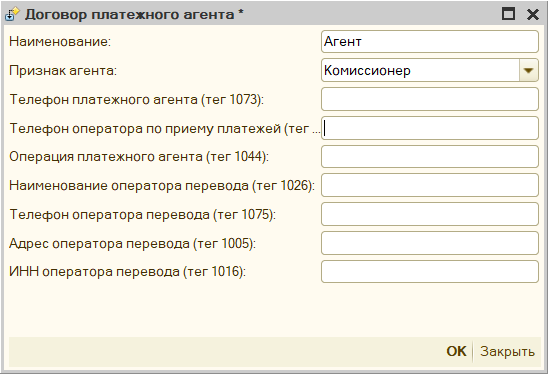 Договор платежного агента *
Наименование: Агент
Признак агента: Комиссионер
Телефон платежного агента (тег 1073):
Телефон оператора по приему платежей (тег ...
Операция платежного агента (тег 1044):
Наименование оператора перевода (тег 1026):
Телефон оператора перевода (тег 1075):
Адрес оператора перевода (тег 1005):
ИНН оператора перевода (тег 1016):
OK Закрыть